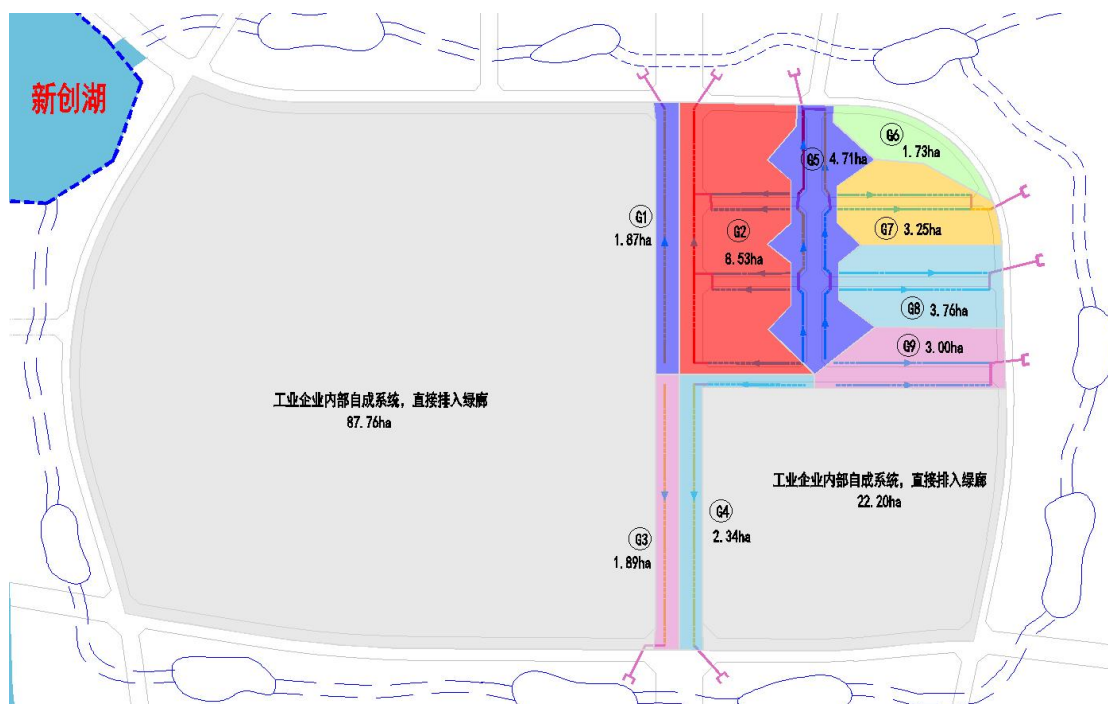 新创湖
G6
1.73ha
G5 4.71ha
G1
1.87ha
G2
8.53ha
G7 3.25ha
G8 3.76ha
G9 3.00ha
工业企业内部自成系统，直接排入绿廊
87.76ha
工业企业内部自成系统，直接排入绿廊
22.20ha
G4
2.34ha
G3
1.89ha